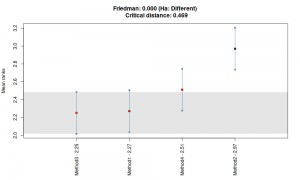 Friedman: 0.000 (Ha: Different)
Critical distance: 0.469
Mean ranks
3.2
3.0
2.8
2.6
2.4
2.2
2.0
Method3 - 2.25
Method1 - 2.27
Method4 - 2.51
Method2 - 2.97